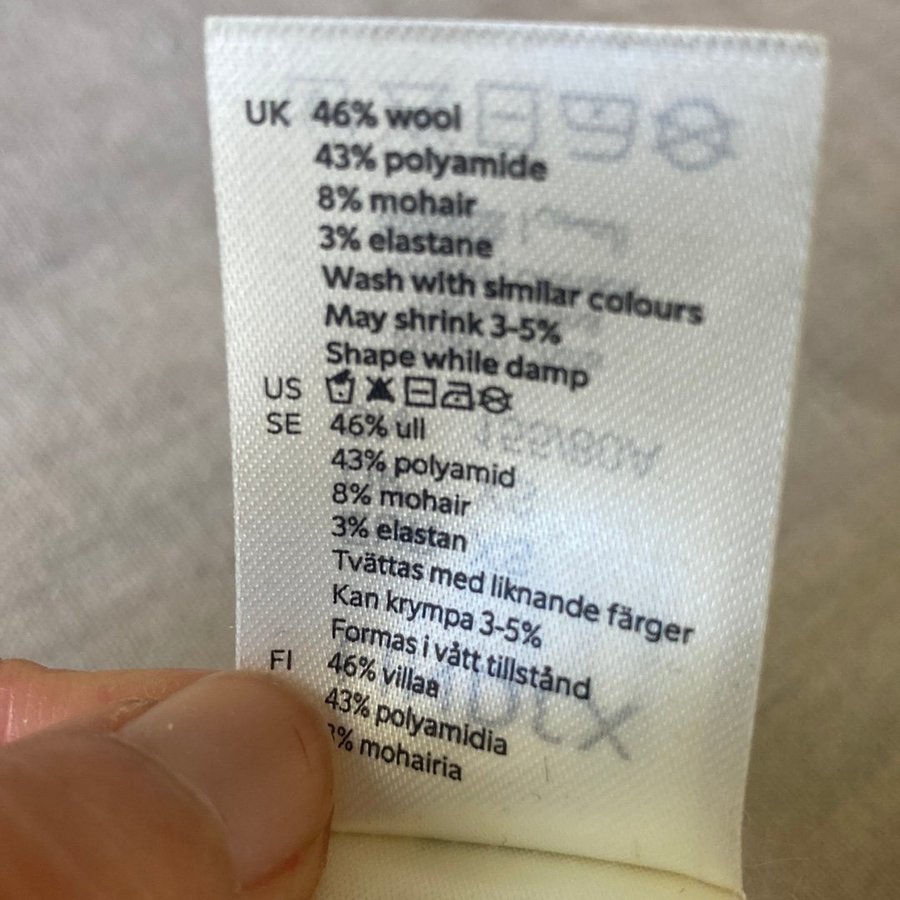 UK 46% wool
43% polyamide
8% mohair
3% elastane
Wash with similar colours
May shrink 3-5%
Shape while damp
US
SE 46% ull
43% polyamid
8% mohair
3% elastan
Tvättas med liknande färger
Kan krympa 3-5%
Formas i vått tillstånd
FI 46% villaa
43% polyamidia
% mohairia